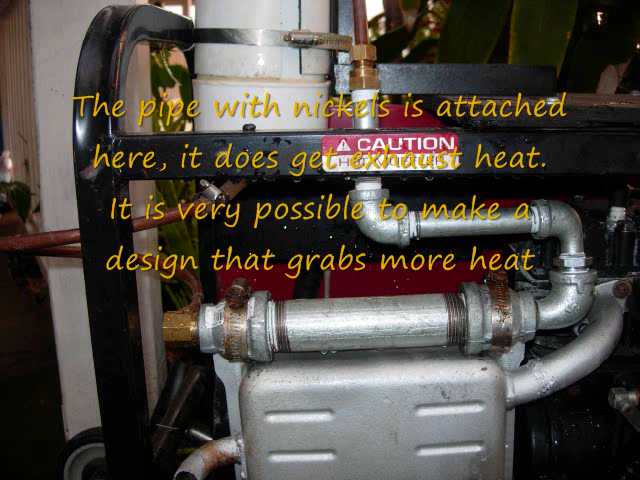 The pipe with nickels is attached
CAUTION
here, it does get exhaust heat.
It is very possible to make a
design that grabs more heat